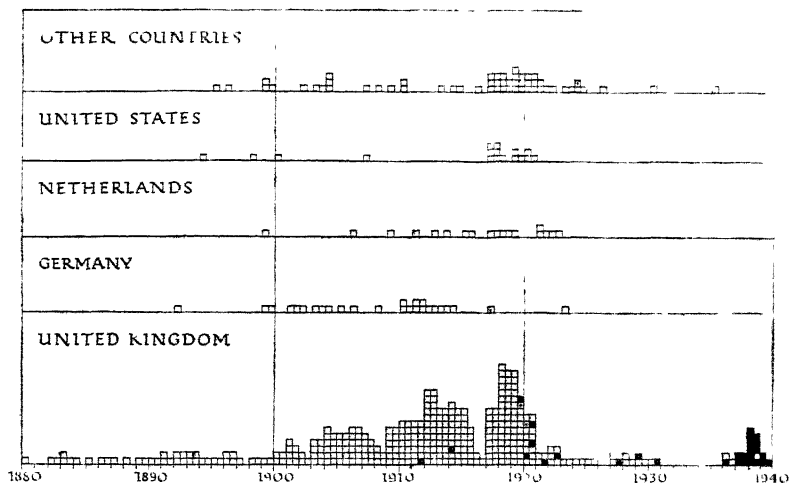 OTHER COUNTRIES
UNITED STATES
NETHERLANDS
GERMANY
UNITED KINGDOM
1880 1890 1900 1910 1920 1930 1940